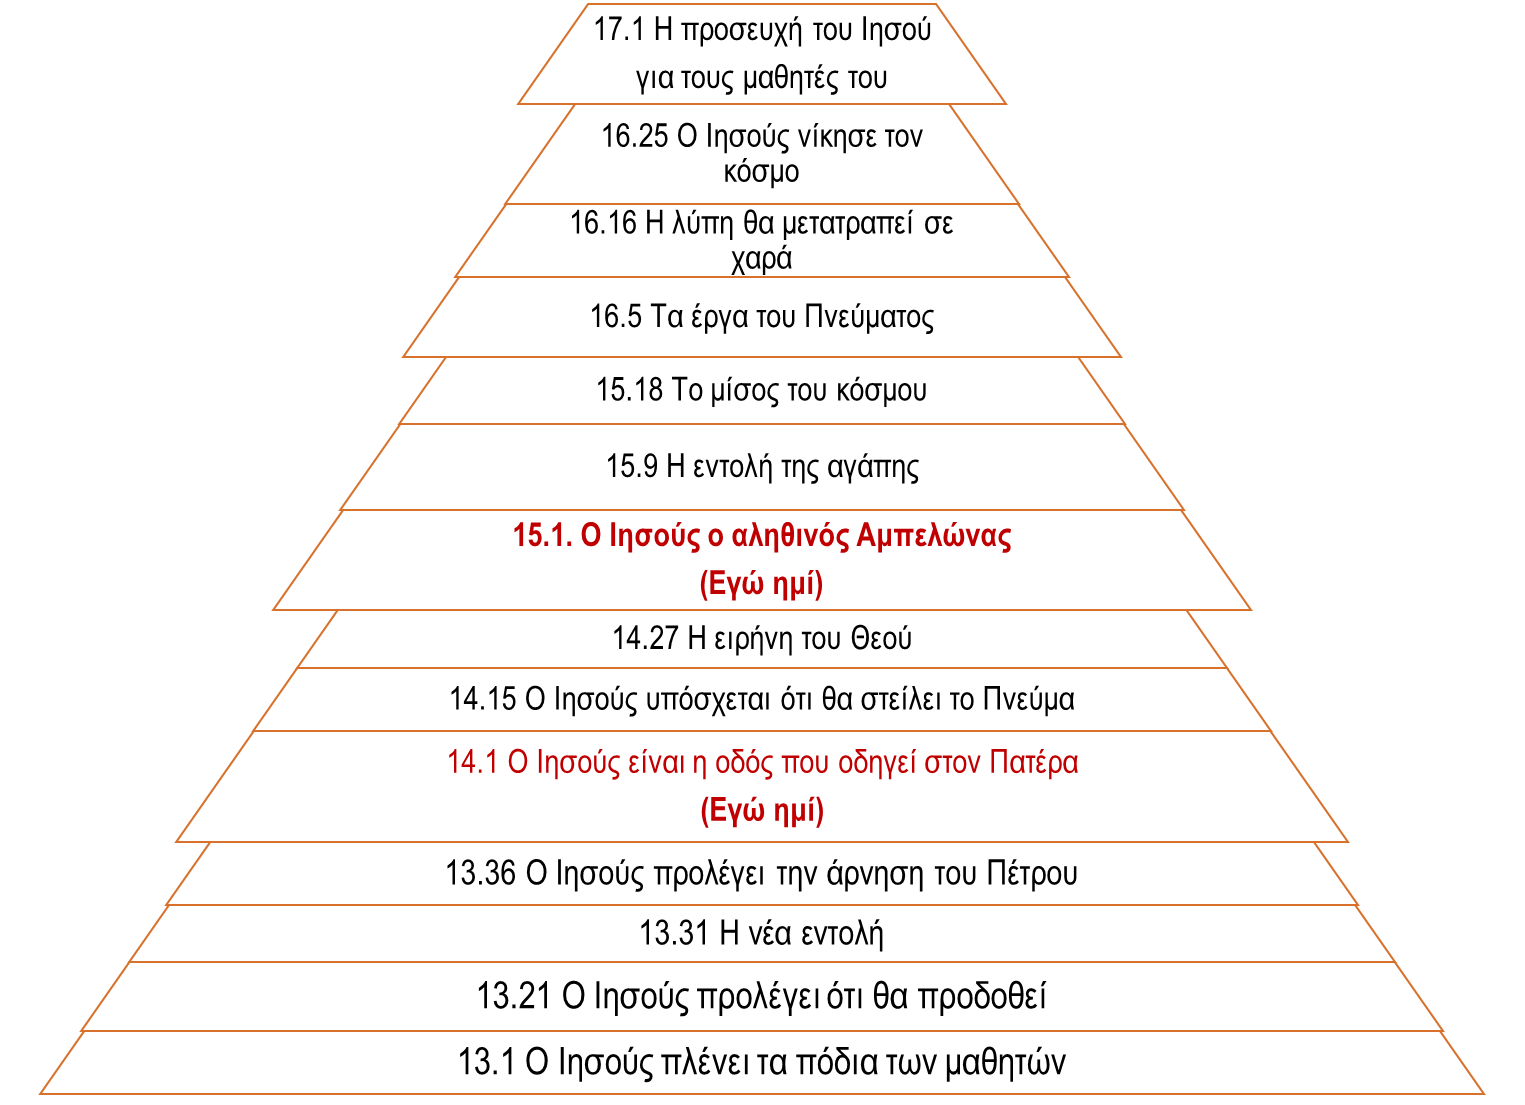 17.1 Η προσευχή του Ιησού
για τους μαθητές του
16.25 Ο Ιησούς νίκησε τον
κόσμο
16.16 Η λύπη θα μετατραπεί σε
χαρά
16.5 Τα έργα του Πνεύματος
15.18 Το μίσος του κόσμου
15.9 Η εντολή της αγάπης
15.1. Ο Ιησούς ο αληθινός Αμπελώνας
(Εγώ ημί)
14.27 Η ειρήνη του Θεού
14.15 Ο Ιησούς υπόσχεται ότι θα στείλει το Πνεύμα
14.1 Ο Ιησούς είναι η οδός που οδηγεί στον Πατέρα
(Εγώ ημί)
13.36 Ο Ιησούς προλέγει την άρνηση του Πέτρου
13.31 Η νέα εντολή
13.21 Ο Ιησούς προλέγει ότι θα προδοθεί
13.1 Ο Ιησούς πλένει τα πόδια των μαθητών